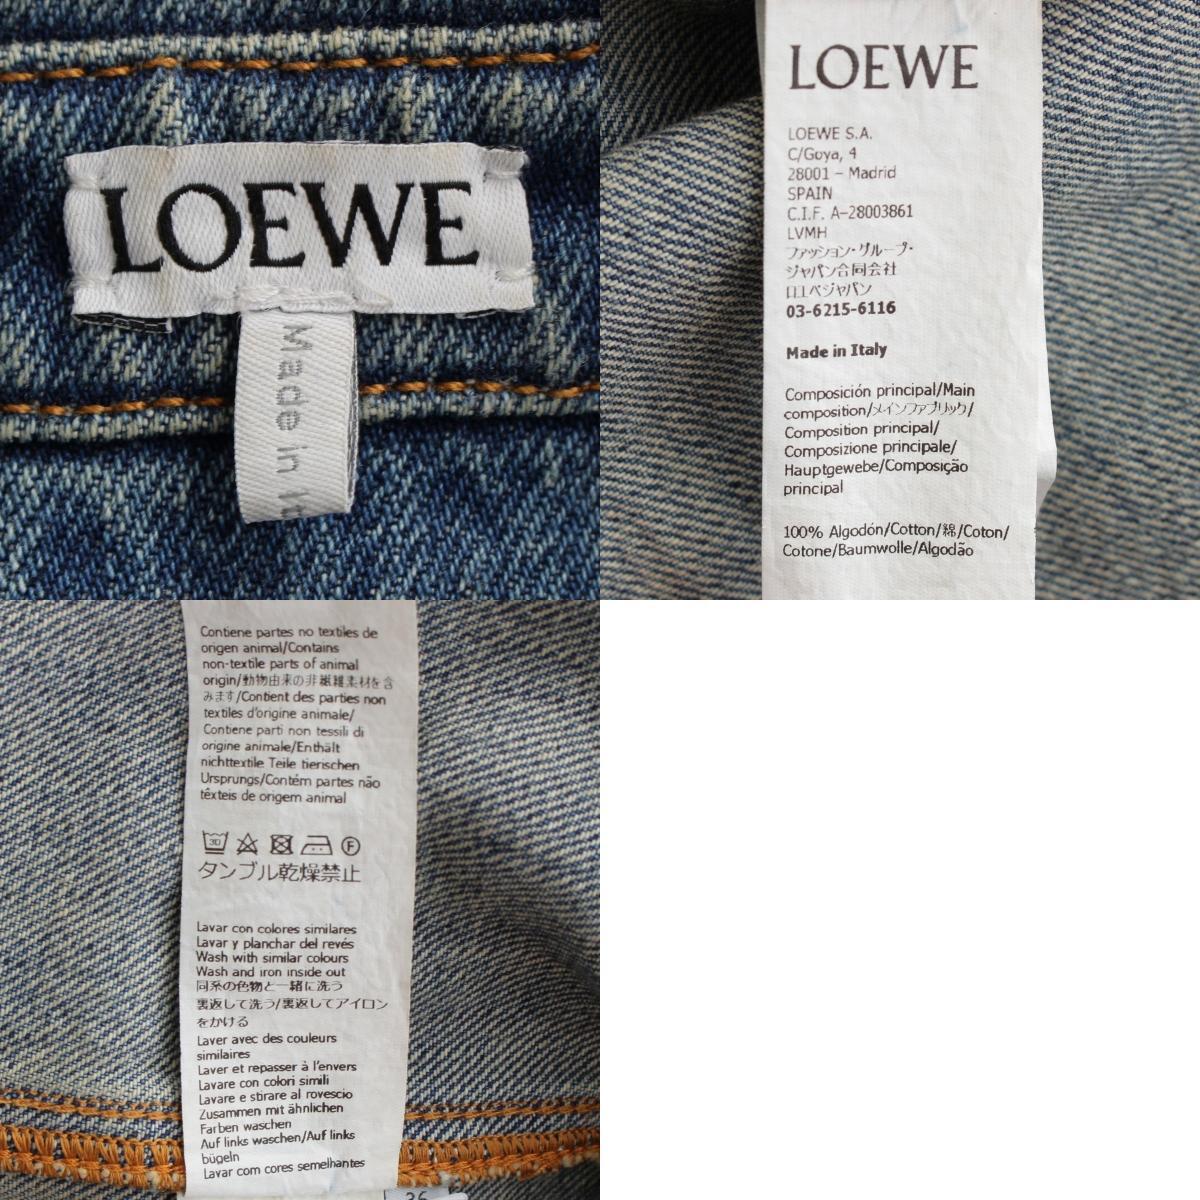 LOEWE
Made in
LOEWE
LOEWE S.A.
C/Goya, 4
28001 – Madrid
SPAIN
C.I.F. A-28003861
LVMH
ファッション・グループ・
ジャパン合同会社
ロエベジャパン
03-6215-6116
Made in Italy
Composición principal/Main
composition/メインファブリック/
Composition principal/
Composizione principale/
Hauptgewebe/Composição
principal
100% Algodón/Cotton/綿/Coton/
Cotone/Baumwolle/Algodão
Contiene partes no textiles de
origen animal/Contains
non-textile parts of animal
origin/動物由来の非繊維素材を含
みます/Contient des parties non
textiles d'origine animale/
Contiene parti non tessili di
origine animale/Enthält
nichttextile Teile tierischen
Ursprungs/Contém partes não
têxteis de origem animal
30 F
タンブル乾燥禁止
Lavar con colores similares
Lavar y planchar del revés
Wash with similar colours
Wash and iron inside out
同系の色物と一緒に洗う
裏返して洗う/裏返してアイロン
をかける
Laver avec des couleurs
similaires
Laver et repasser à l'envers
Lavare con colori simili
Lavare e stirare al rovescio
Zusammen mit ähnlichen
Farben waschen
Auf links waschen/Auf links
bügeln
Lavar com cores semelhantes
36